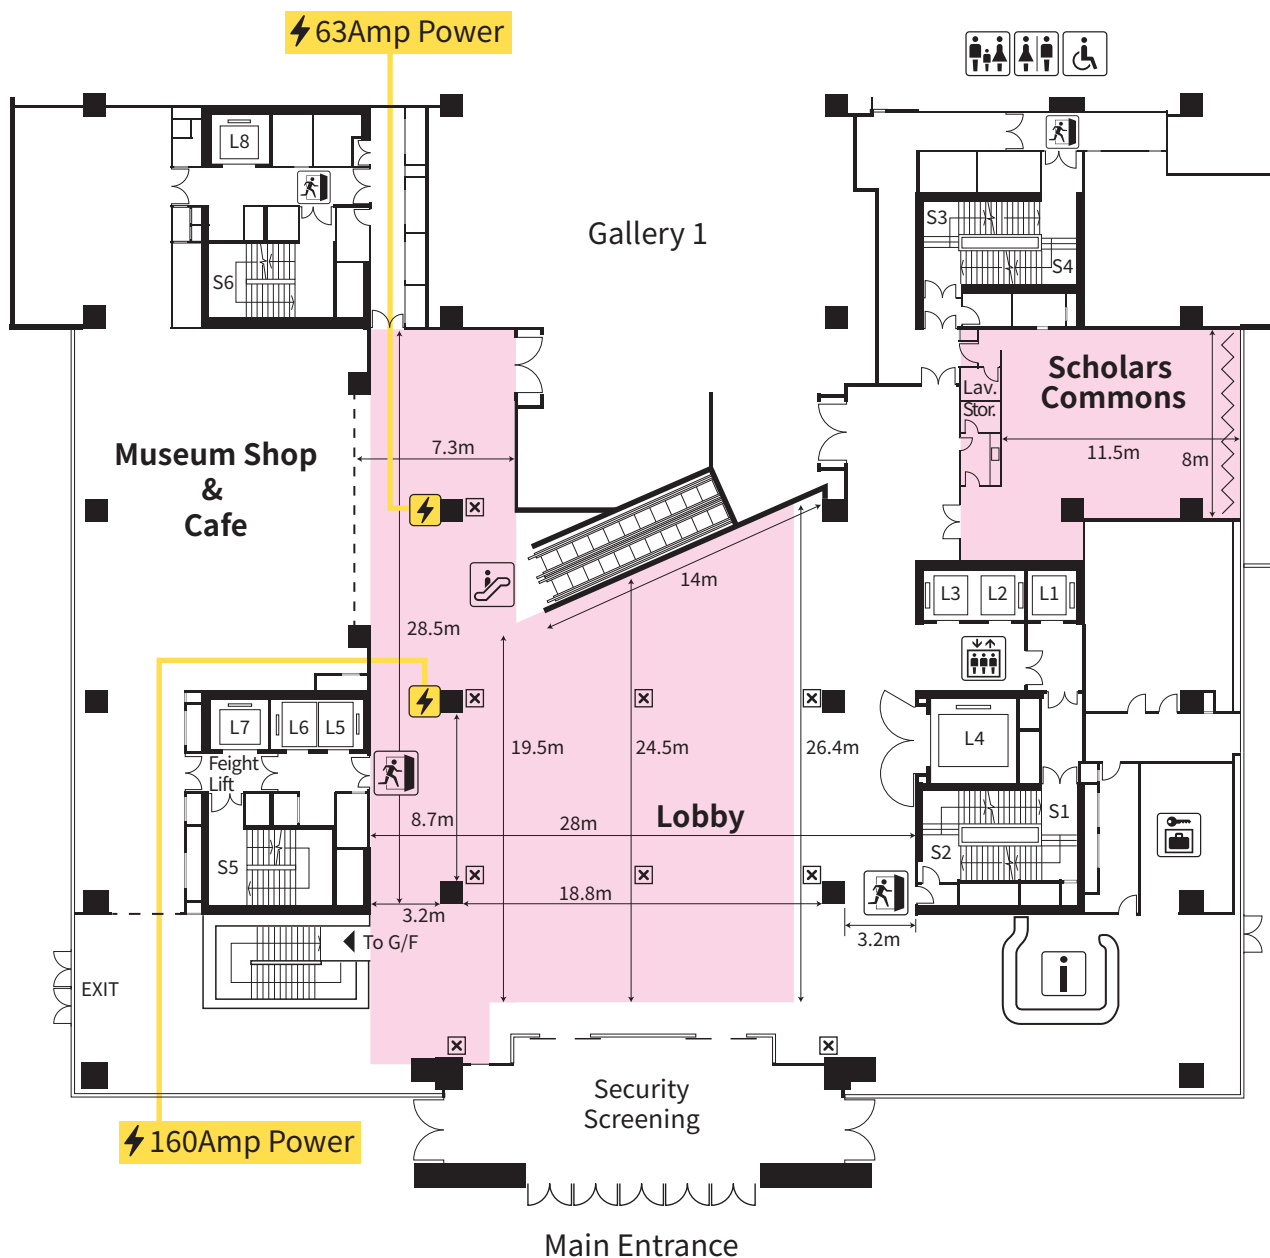 63Amp Power
L8
S6
Gallery 1
S3
S4
Scholars
Commons
Lav.
Stor.
11.5m
8m
Museum Shop
&
Cafe
7.3m
14m
28.5m
L3
L2
L1
L7
L6
L5
Feight
Lift
19.5m
24.5m
26.4m
L4
8.7m
28m
Lobby
S1
S2
S5
18.8m
3.2m
3.2m
To G/F
EXIT
i
Security
Screening
160Amp Power
Main Entrance